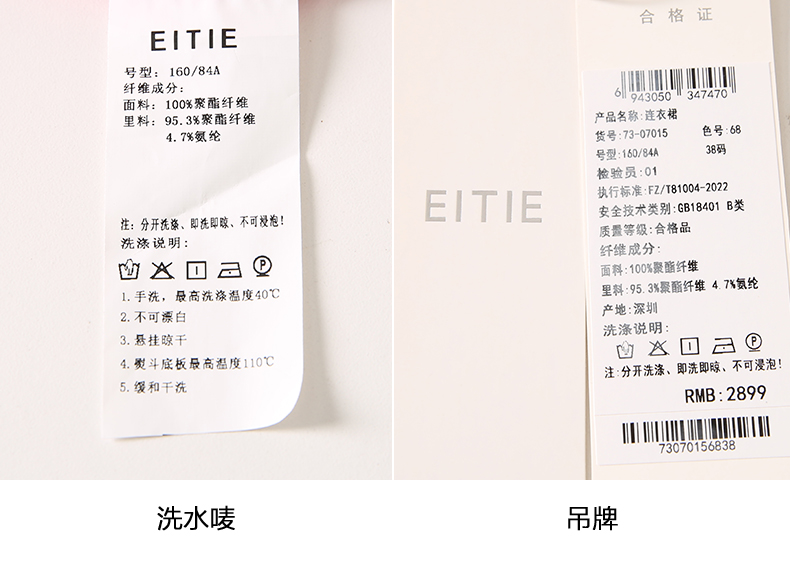 EITIE
号型: 160/84A
纤维成分:
面料: 100%聚酯纤维
里料: 95.3%聚酯纤维
4.7%氨纶
注: 分开洗涤、即洗即晾、不可浸泡!
洗涤说明:
1.手洗，最高洗涤温度40℃
2.不可漂白
3.悬挂晾干
4.熨斗底板最高温度110℃
5.缓和干洗
洗水唛
EITIE
合格证
6 943050 347470
产品名称:连衣裙
货号:73-07015 色号:68
号型:160/84A 38码
检验员:01
执行标准:FZ/T81004-2022
安全技术类别:GB18401 B类
质量等级:合格品
纤维成分:
面料:100%聚酯纤维
里料:95.3%聚酯纤维 4.7%氨纶
产地:深圳
洗涤说明:
注:分开洗涤、即洗即晾、不可浸泡!
RMB:2899
73070156838
吊牌